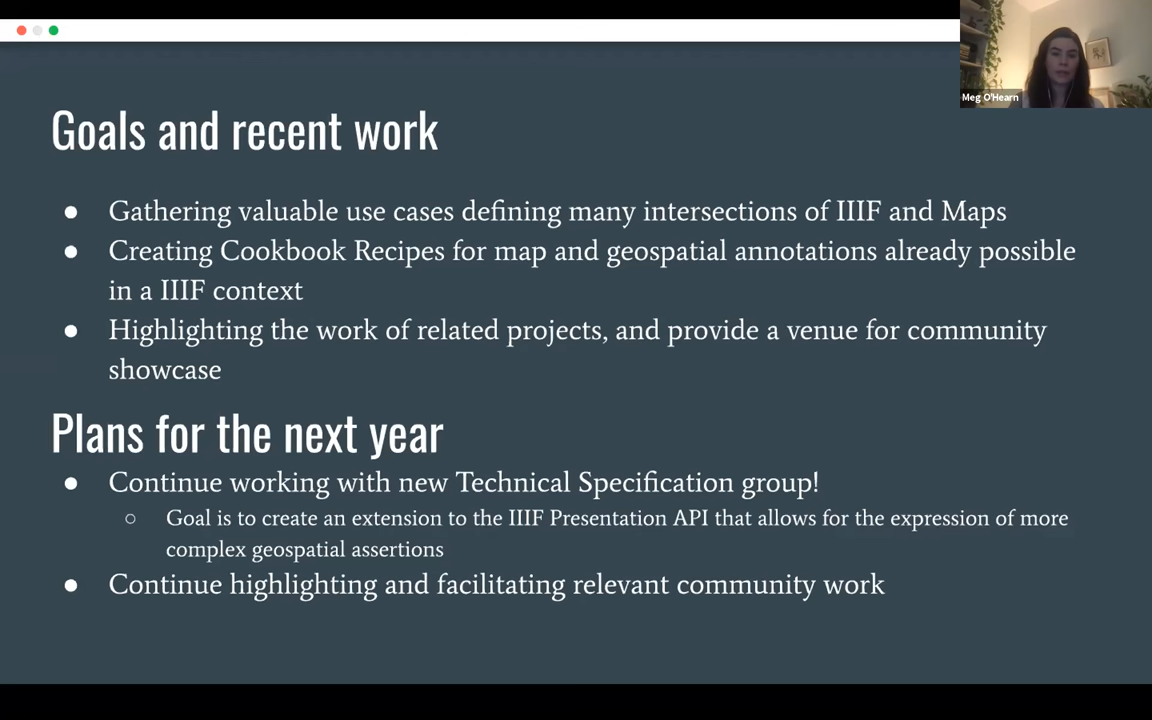 Meg O'Hearn
Goals and recent work
● Gathering valuable use cases defining many intersections of IIIF and Maps
● Creating Cookbook Recipes for map and geospatial annotations already possible
in a IIIF context
● Highlighting the work of related projects, and provide a venue for community
showcase
Plans for the next year
● Continue working with new Technical Specification group!
○ Goal is to create an extension to the IIIF Presentation API that allows for the expression of more
complex geospatial assertions
● Continue highlighting and facilitating relevant community work